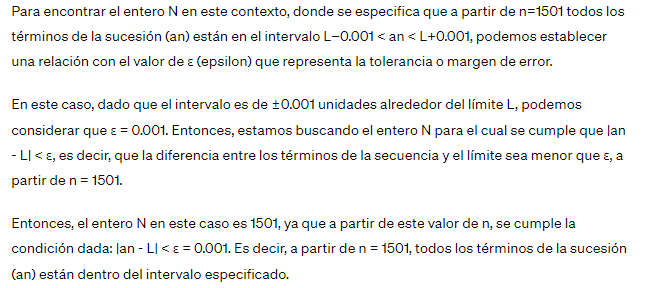 Para encontrar el entero N en este contexto, donde se especifica que a partir de n=1501 todos los
términos de la sucesión (an) están en el intervalo L−0.001 < an < L+0.001, podemos establecer
una relación con el valor de ε (epsilon) que representa la tolerancia o margen de error.
En este caso, dado que el intervalo es de ±0.001 unidades alrededor del límite L, podemos
considerar que ε = 0.001. Entonces, estamos buscando el entero N para el cual se cumple que |an
- L| < ε, es decir, que la diferencia entre los términos de la secuencia y el límite sea menor que ε, a
partir de n = 1501.
Entonces, el entero N en este caso es 1501, ya que a partir de este valor de n, se cumple la
condición dada: |an - L| < ε = 0.001. Es decir, a partir de n = 1501, todos los términos de la sucesión
(an) están dentro del intervalo especificado.